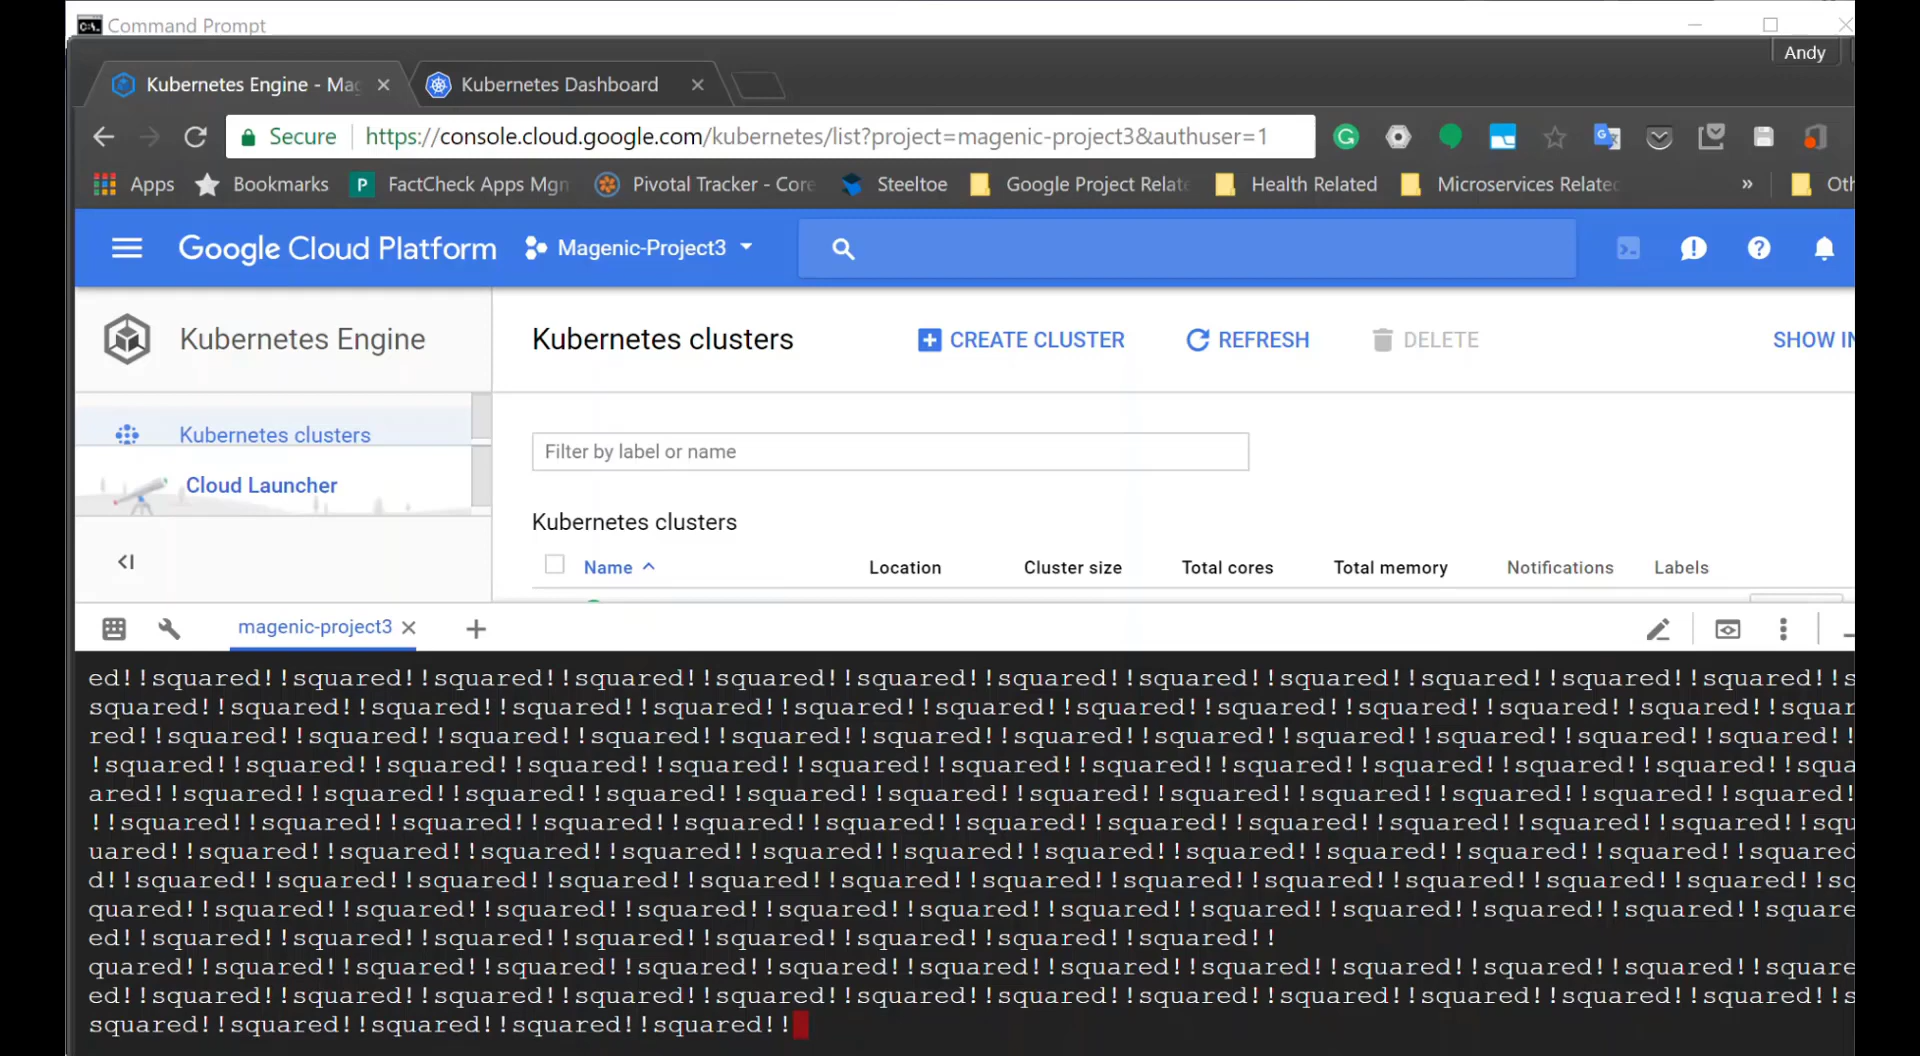 Command Prompt
Andy
Kubernetes Engine - Mag
Kubernetes Dashboard
Secure
https://console.cloud.google.com/kubernetes/list?project=magenic-project3&authuser=1
Apps
Bookmarks
FactCheck Apps Mgn
Pivotal Tracker - Core
Steeltoe
Google Project Relate
Health Related
Microservices Related
»
Oth
Google Cloud Platform
Magenic-Project3
Kubernetes Engine
Kubernetes clusters
CREATE CLUSTER
REFRESH
DELETE
SHOW IN
Kubernetes clusters
Cloud Launcher
Filter by label or name
Kubernetes clusters
Name
Location
Cluster size
Total cores
Total memory
Notifications
Labels
magenic-project3
ed!!squared!!squared!!squared!!squared!!squared!!squared!!squared!!squared!!squared!!squared!!squared!!squared!!s
squared!!squared!!squared!!squared!!squared!!squared!!squared!!squared!!squared!!squared!!squared!!squared!!squar
red!!squared!!squared!!squared!!squared!!squared!!squared!!squared!!squared!!squared!!squared!!squared!!squared!!
!squared!!squared!!squared!!squared!!squared!!squared!!squared!!squared!!squared!!squared!!squared!!squared!!squa
ared!!squared!!squared!!squared!!squared!!squared!!squared!!squared!!squared!!squared!!squared!!squared!!squared!
!!squared!!squared!!squared!!squared!!squared!!squared!!squared!!squared!!squared!!squared!!squared!!squared!!squ
uared!!squared!!squared!!squared!!squared!!squared!!squared!!squared!!squared!!squared!!squared!!squared!!squared
d!!squared!!squared!!squared!!squared!!squared!!squared!!squared!!squared!!squared!!squared!!squared!!squared!!sq
quared!!squared!!squared!!squared!!squared!!squared!!squared!!squared!!squared!!squared!!squared!!squared!!square
ed!!squared!!squared!!squared!!squared!!squared!!squared!!squared!!squared!!
quared!!squared!!squared!!squared!!squared!!squared!!squared!!squared!!squared!!squared!!squared!!squared!!square
ed!!squared!!squared!!squared!!squared!!squared!!squared!!squared!!squared!!squared!!squared!!squared!!squared!!s
squared!!squared!!squared!!squared!!squared!!